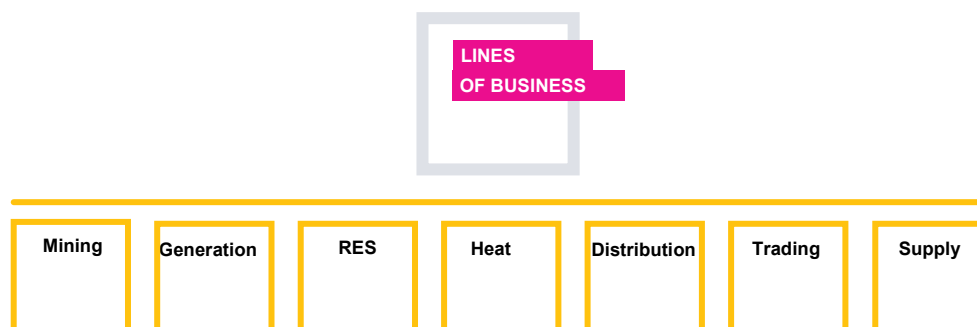 LINES
OF BUSINESS
Mining Generation RES Heat Distribution Trading Supply